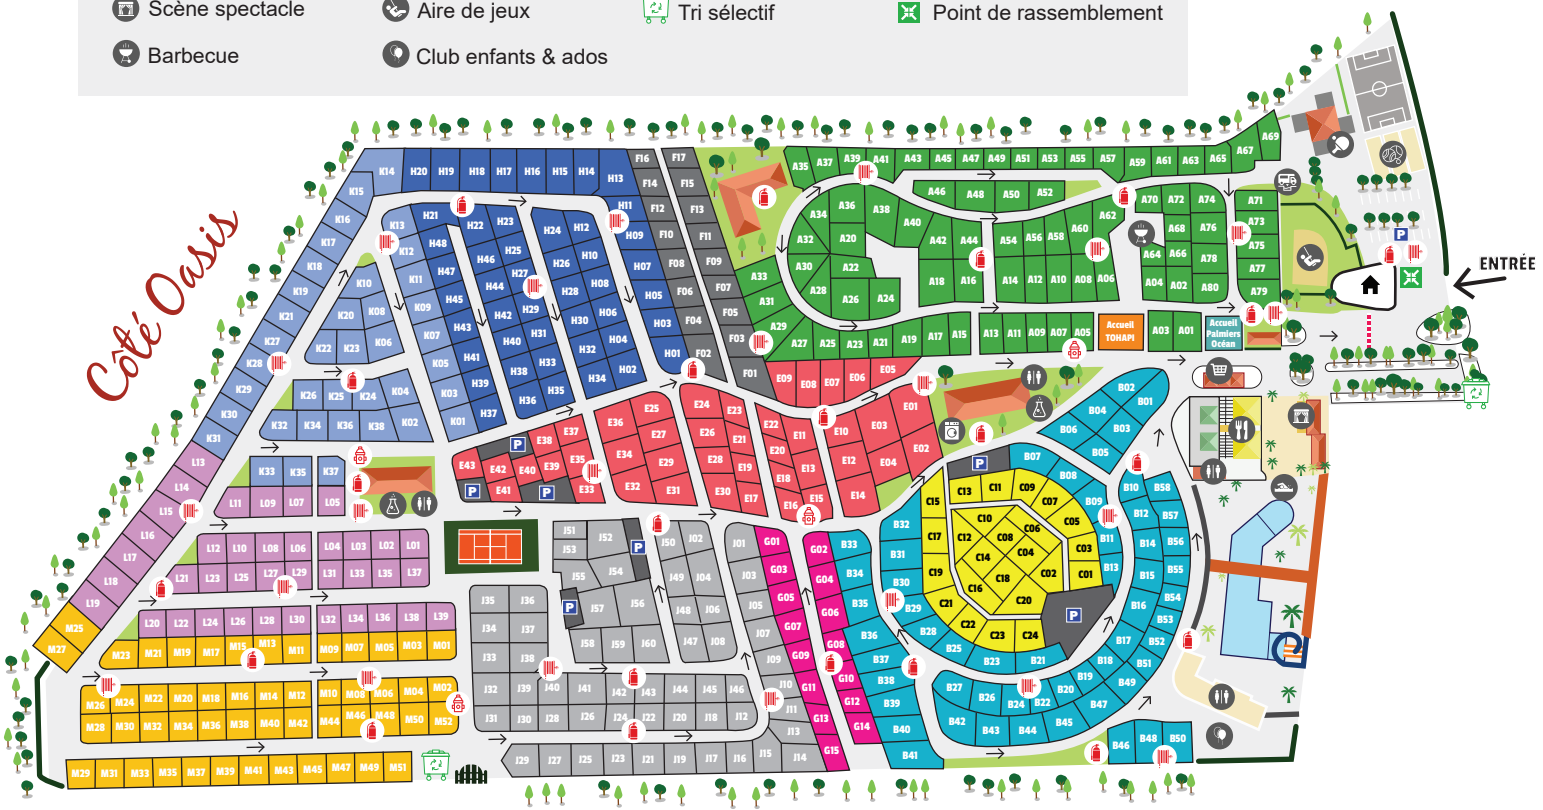 Scène spectacle
Aire de jeux
Tri sélectif
Point de rassemblement
Barbecue
Club enfants & ados
Côté Oasis
ENTRÉE
P
A69
A35 A37 A39 A41 A43 A45 A47 A49 A51 A53 A55 A57 A59 A61 A63 A65 A67
A46 A48 A50 A52
A34 A36 A38 A40 A62 A70 A72 A74 A71
A32 A20 A42 A44 A54 A56 A58 A60 A68 A76 A73
A30 A22 A64 A66 A78 A75
A33 A28 A26 A24 A18 A16 A14 A12 A10 A08 A06 A04 A02 A80 A77
A31 A79
A29 A27 A25 A23 A21 A19 A17 A15 A13 A11 A09 A07 A05 A03 A01
Accueil
YOHAPI
Accueil
Palmiers
Océan
F16 F17
F14 F15
F12 F13
F10 F11
F08 F09
F06 F07
F04 F05
F02 F03
F01
K14 H20 H19 H18 H17 H16 H15 H14 H13
K15 H11
K16 K13 H21 H22 H23 H24 H12 H09
K17 K12 H48 H46 H25 H26 H10 H07
K18 K11 H47 H44 H27 H28 H08 H05
K19 K10 K09 H45 H42 H29 H30 H06 H03
K21 K20 K08 K07 H43 H40 H31 H32 H04 H01
K27 K22 K23 K06 K05 H41 H38 H33 H34 H02
K28 K03 H39 H36 H35
K29 K26 K25 K24 K04 K01 H37
K30 K32 K34 K36 K38 K02
K31
K33 K35 K37
L13
L14 L11 L09 L07 L05
L15
L16 L12 L10 L08 L06 L04 L03 L02 L01
L17 L21 L23 L25 L27 L29 L31 L33 L35 L37
L18
L19 L20 L22 L24 L26 L28 L30 L32 L34 L36 L38 L39
M25 M23 M21 M19 M17 M15 M13 M11 M09 M07 M05 M03 M01
M27
M26 M24 M22 M20 M18 M16 M14 M12 M10 M08 M06 M04 M02
M28 M30 M32 M34 M36 M38 M40 M42 M44 M46 M48 M50 M52
M29 M31 M33 M35 M37 M39 M41 M43 M45 M47 M49 M51
E09 E08 E07 E06 E05
E36 E25 E24 E23 E22 E11 E10 E03 E01
E43 E42 E40 E38 E37 E34 E27 E26 E21 E20 E13 E12 E04 E02
E41 E39 E35 E33 E32 E29 E31 E28 E19 E18 E15 E14
E30 E17 E16
P
P
P
J51 J52 J50 J02 J01
J53 P
J55 J54 J49 J04 J03
J35 J36 P J57 J56 J48 J06 J05
J34 J37 J58 J59 J60 J47 J08 J07
J33 J38 J09
J32 J39 J40 J41 J42 J43 J44 J45 J46 J10
J31 J30 J28 J26 J24 J22 J20 J18 J12 J11
J13
J29 J27 J25 J23 J21 J19 J17 J16 J15 J14
G01 G02
G03 G04
G05 G06
G07 G08
G09 G10
G11 G12
G13 G14
G15
P
C15 C13 C11 C09 C07
C17 C12 C10 C08 C06 C05
C19 C14 C04 C03
C21 C16 C18 C02 C01
C22 C23 C24 C20
P
B02
B04 B01
B06 B03
B05
B07 B08 B09 B10 B58
B32 B12 B57
B33 B31 B11 B14 B56
B34 B30 B13 B15 B55
B35 B29 B16 B54
B36 B28 B17 B53
B37 B25 B23 B21 B18 B52
B38 B27 B26 B24 B22 B20 B19 B51
B39 B42 B43 B44 B45 B47 B49
B40 B46 B48 B50
B41